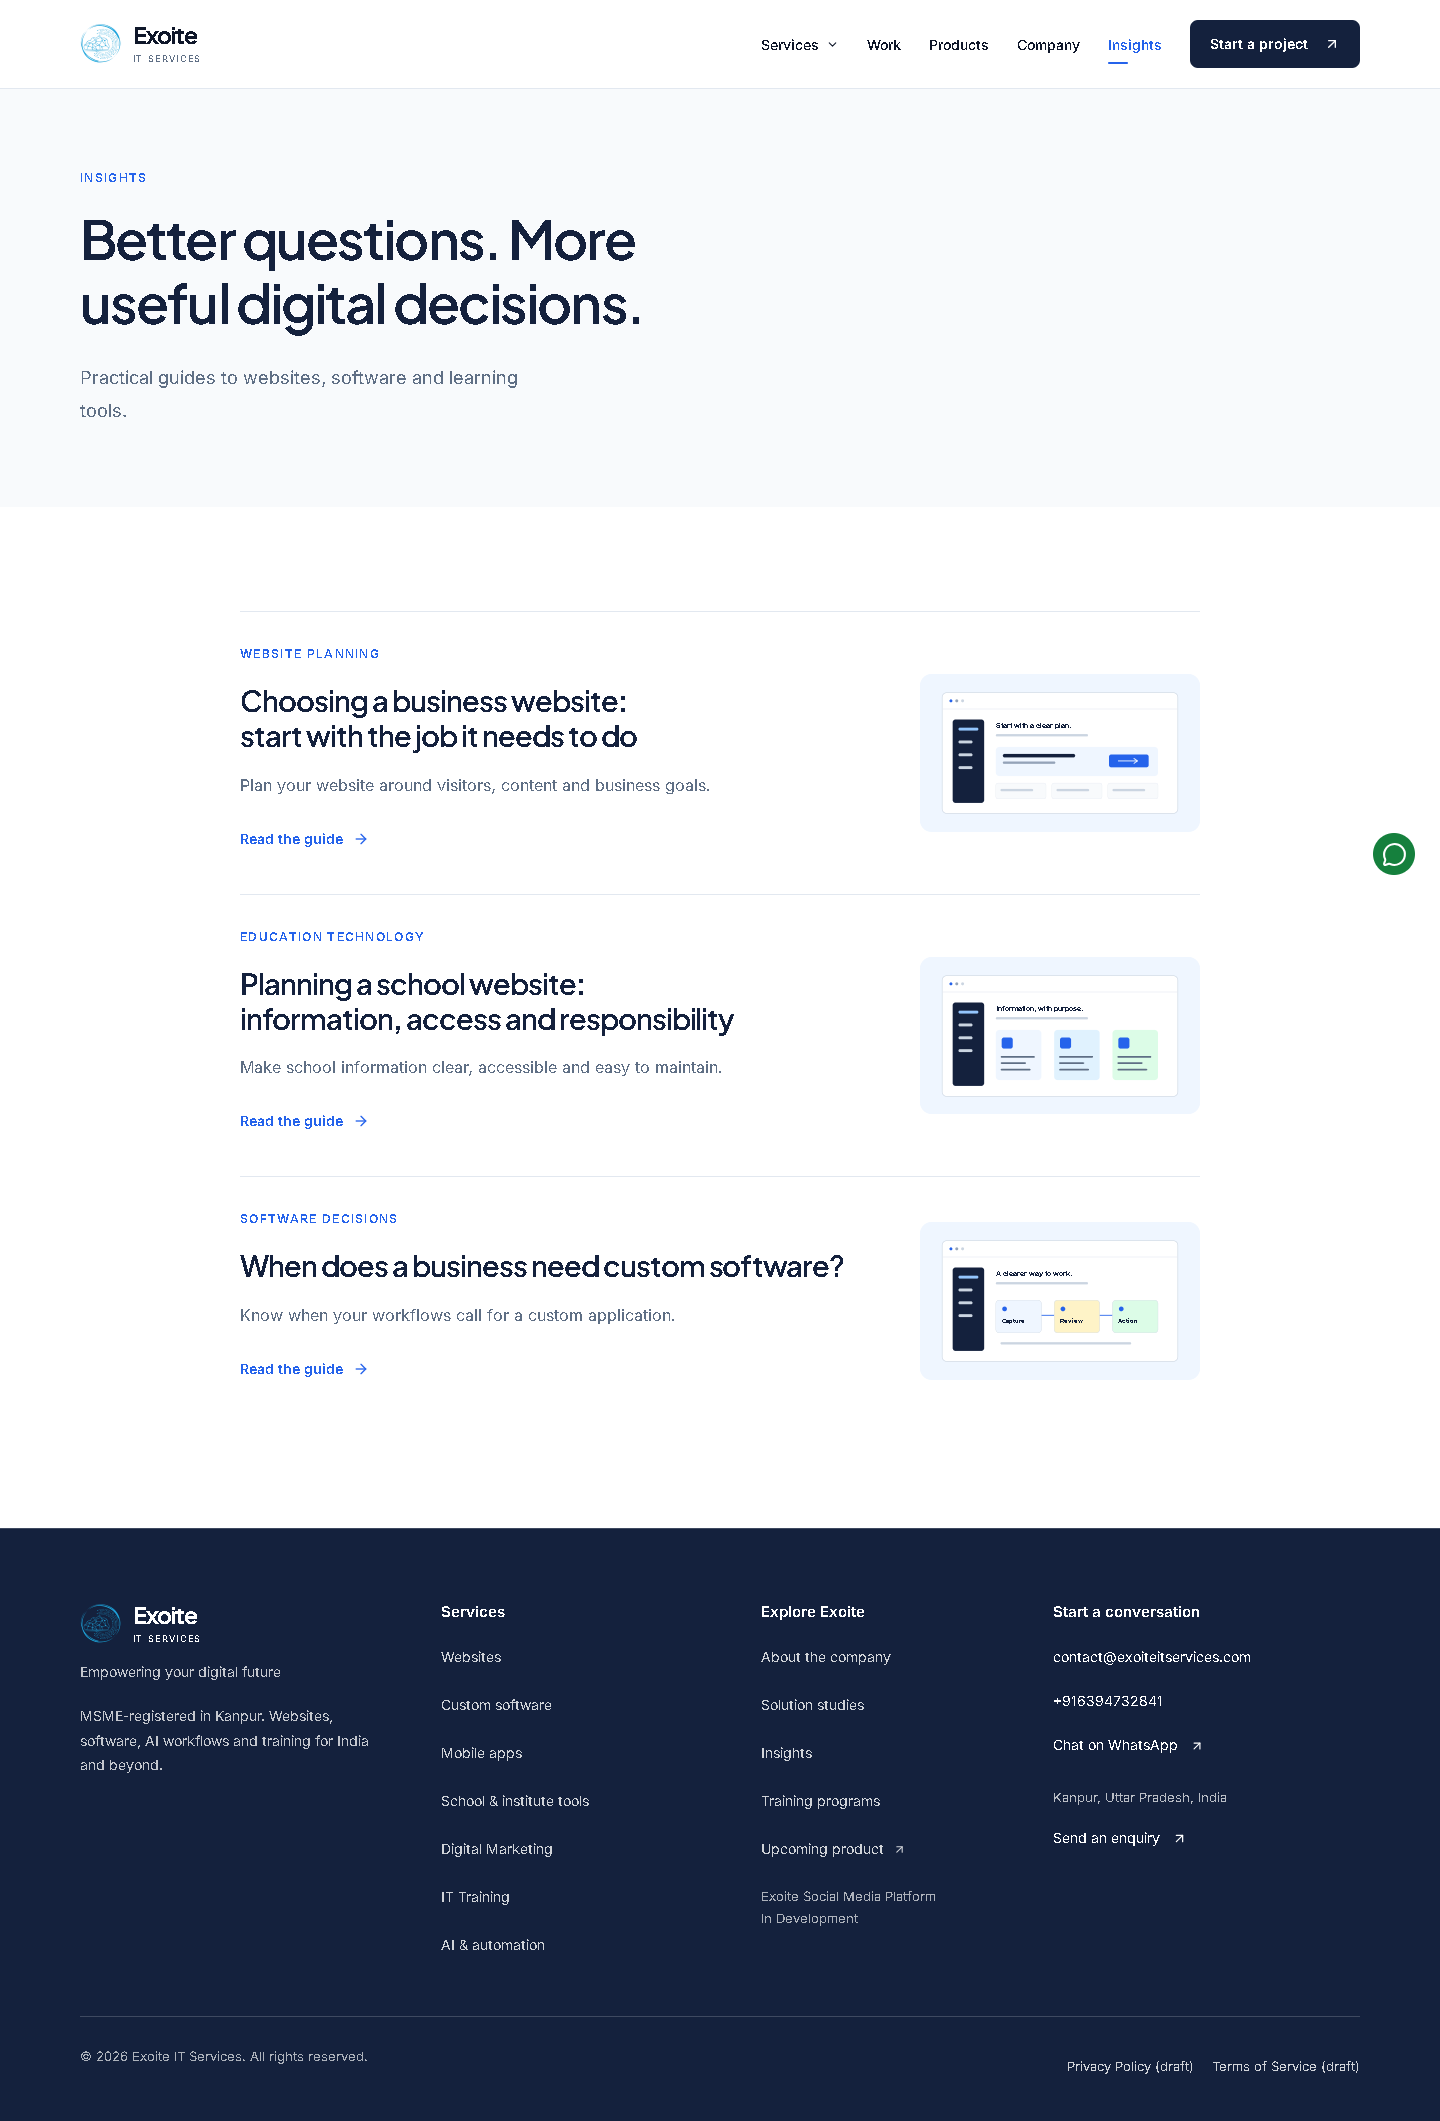 Exoite
IT SERVICES
Services
Work
Products
Company
Insights
Start a project
INSIGHTS
Better questions. More
useful digital decisions.
Practical guides to websites, software and learning
tools.
WEBSITE PLANNING
Choosing a business website:
start with the job it needs to do
Plan your website around visitors, content and business goals.
Read the guide
Start with a clear plan.
EDUCATION TECHNOLOGY
Planning a school website:
information, access and responsibility
Make school information clear, accessible and easy to maintain.
Read the guide
Information, with purpose.
SOFTWARE DECISIONS
When does a business need custom software?
Know when your workflows call for a custom application.
Read the guide
A clearer way to work.
Capture
Review
Action
Exoite
IT SERVICES
Empowering your digital future
MSME-registered in Kanpur. Websites,
software, AI workflows and training for India
and beyond.
Services
Websites
Custom software
Mobile apps
School & institute tools
Digital Marketing
IT Training
AI & automation
Explore Exoite
About the company
Solution studies
Insights
Training programs
Upcoming product
Exoite Social Media Platform
In Development
Start a conversation
contact@exoiteitservices.com
+916394732841
Chat on WhatsApp
Kanpur, Uttar Pradesh, India
Send an enquiry
© 2026 Exoite IT Services. All rights reserved.
Privacy Policy (draft)
Terms of Service (draft)